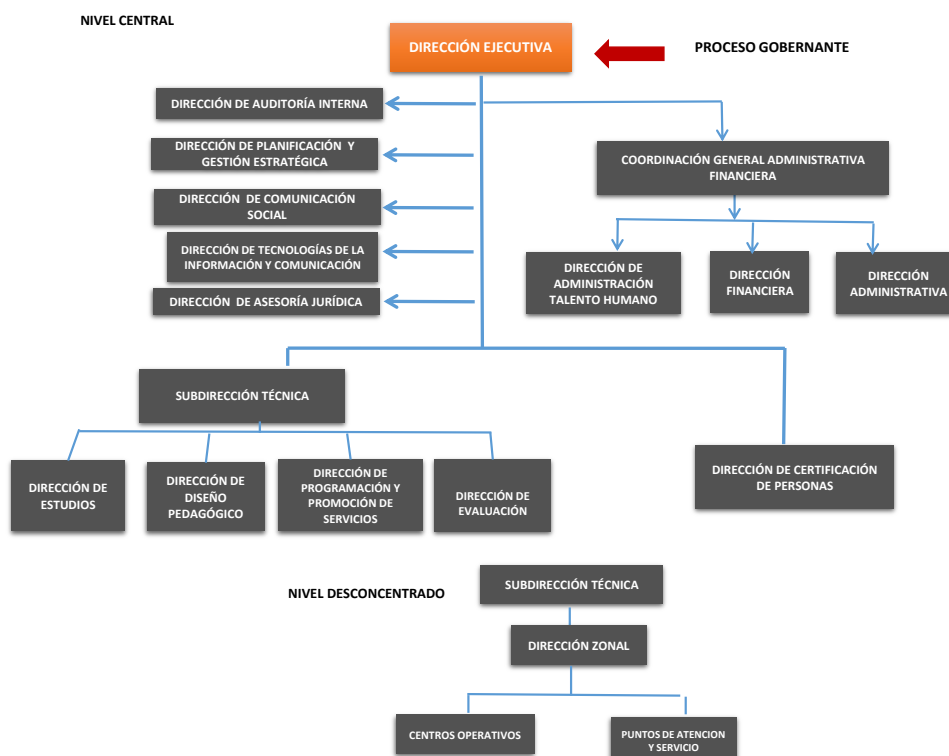 NIVEL CENTRAL
DIRECCIÓN EJECUTIVA
PROCESO GOBERNANTE
DIRECCIÓN DE AUDITORÍA INTERNA
DIRECCIÓN DE PLANIFICACIÓN Y
GESTIÓN ESTRATÉGICA
DIRECCIÓN DE COMUNICACIÓN
SOCIAL
DIRECCIÓN DE TECNOLOGÍAS DE LA
INFORMACIÓN Y COMUNICACIÓN
DIRECCIÓN DE ASESORÍA JURÍDICA
COORDINACIÓN GENERAL ADMINISTRATIVA
FINANCIERA
DIRECCIÓN DE
ADMINISTRACIÓN
TALENTO HUMANO
DIRECCIÓN
FINANCIERA
DIRECCIÓN
ADMINISTRATIVA
SUBDIRECCIÓN TÉCNICA
DIRECCIÓN DE
ESTUDIOS
DIRECCIÓN DE
DISEÑO
PEDAGÓGICO
DIRECCIÓN DE
PROGRAMACIÓN Y
PROMOCIÓN DE
SERVICIOS
DIRECCIÓN DE
EVALUACIÓN
DIRECCIÓN DE CERTIFICACIÓN
DE PERSONAS
NIVEL DESCONCENTRADO
SUBDIRECCIÓN TÉCNICA
DIRECCIÓN ZONAL
CENTROS OPERATIVOS
PUNTOS DE ATENCION
Y SERVICIO